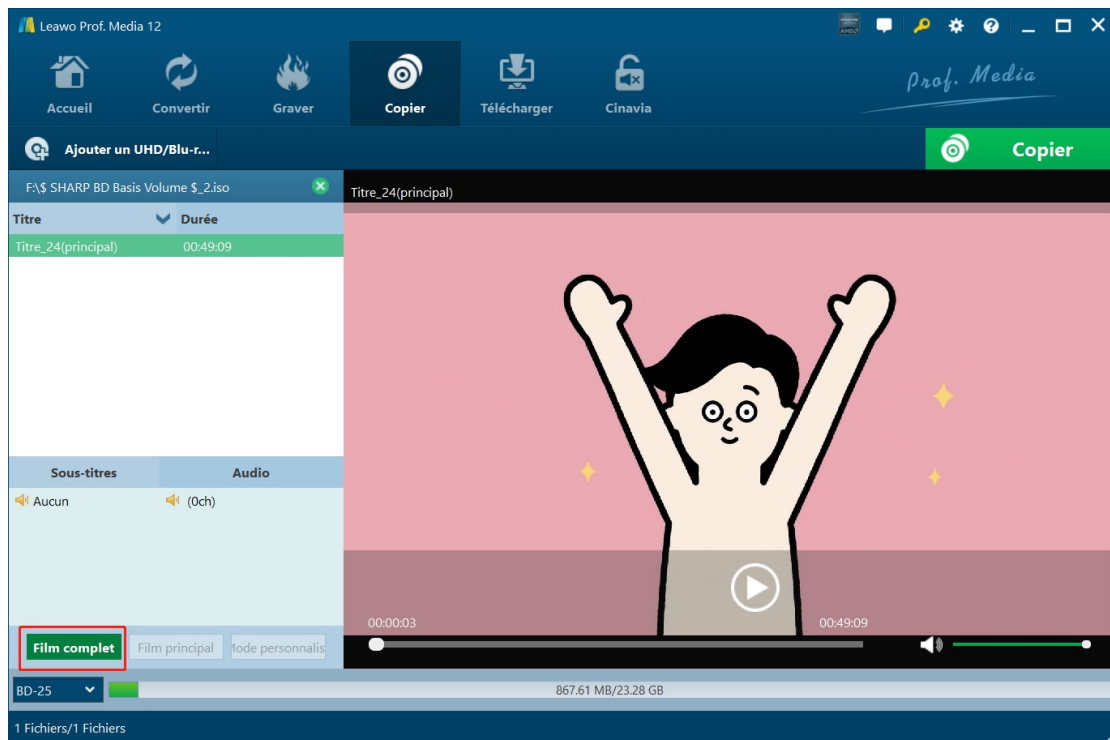 Leawo Prof. Media 12
Accueil
Convertir
Graver
Copier
Télécharger
Cinavia
Prof. Media
Ajouter un UHD/Blu-r...
Copier
F:\$ SHARP BD Basis Volume $_2.iso
Titre_24(principal)
Titre Durée
Titre_24(principal) 00:49:09
Sous-titres Audio
Aucun (0ch)
00:00:03 00:49:09
Film complet Film principal Mode personnalis
BD-25 867.61 MB/23.28 GB
1 Fichiers/1 Fichiers